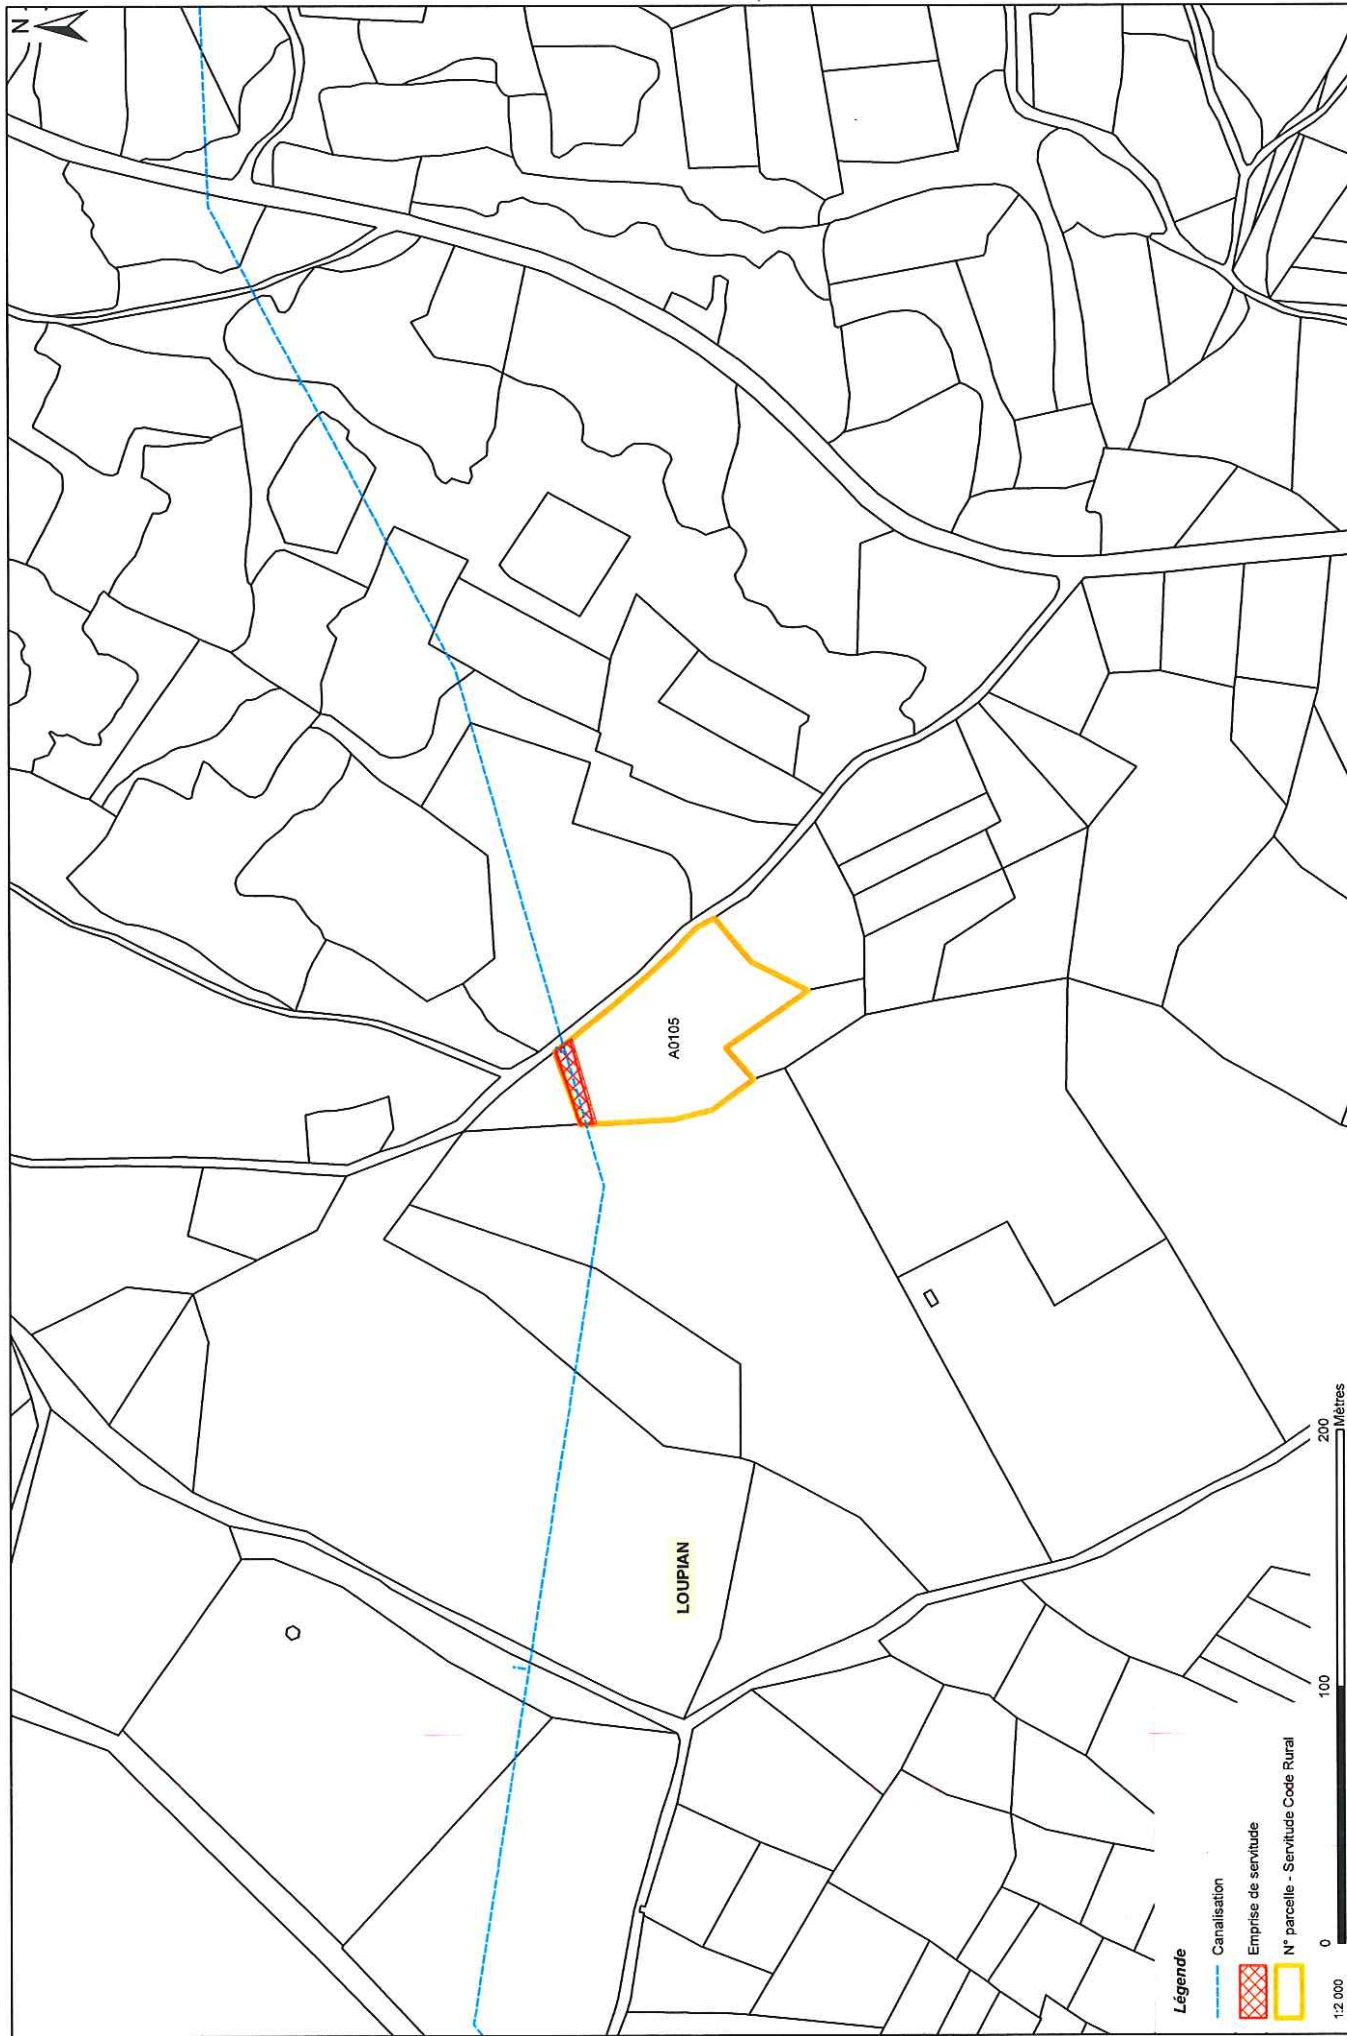 N
A0105
LOUPIAN
Légende
Canalisation
Emprise de servitude
N° parcelle - Servitude Code Rural
0 100 200
Mètres
1:2 000